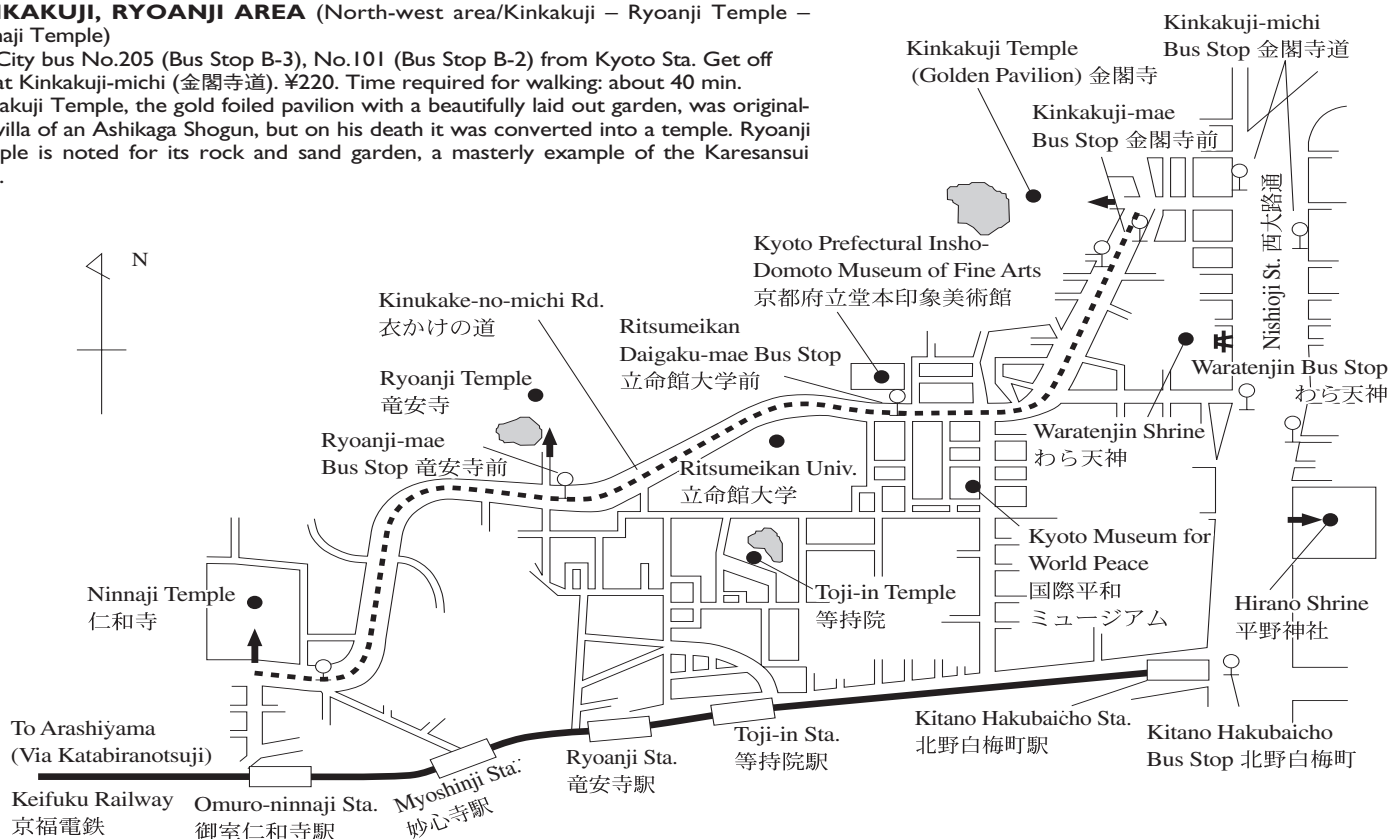 KAKUJI, RYOANJI AREA (North-west area/Kinkakuji – Ryoanji Temple –
naji Temple)
City bus No.205 (Bus Stop B-3), No.101 (Bus Stop B-2) from Kyoto Sta. Get off
at Kinkakuji-michi (金閣寺道). ¥220. Time required for walking: about 40 min.
akuji Temple, the gold foiled pavilion with a beautifully laid out garden, was original-
villa of an Ashikaga Shogun, but on his death it was converted into a temple. Ryoanji
ple is noted for its rock and sand garden, a masterly example of the Karesansui
.
Kinkakuji-michi
Bus Stop 金閣寺道
Kinkakuji Temple
(Golden Pavilion) 金閣寺
Kinkakuji-mae
Bus Stop 金閣寺前
Nishioji St. 西大路通
N
Kyoto Prefectural Insho-
Domoto Museum of Fine Arts
京都府立堂本印象美術館
Kinukake-no-michi Rd.
衣かけの道
Ritsumeikan
Daigaku-mae Bus Stop
立命館大学前
Ryoanji Temple
竜安寺
Waratenjin Bus Stop
わら天神
Ryoanji-mae
Bus Stop 竜安寺前
Waratenjin Shrine
わら天神
Ritsumeikan Univ.
立命館大学
Kyoto Museum for
World Peace
国際平和
ミュージアム
Ninnaji Temple
仁和寺
Toji-in Temple
等持院
Hirano Shrine
平野神社
To Arashiyama
(Via Katabiranotsuji)
Keifuku Railway
京福電鉄
Omuro-ninnaji Sta.
御室仁和寺駅
Myoshinji Sta.
妙心寺駅
Ryoanji Sta.
竜安寺駅
Toji-in Sta.
等持院駅
Kitano Hakubaicho Sta.
北野白梅町駅
Kitano Hakubaicho
Bus Stop 北野白梅町